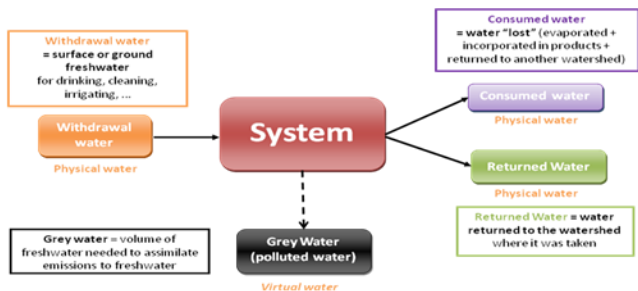 Withdrawal water
= surface or ground
freshwater
for drinking, cleaning,
irrigating, ...
Withdrawal
water
Physical water
System
Consumed water
= water "lost" (evaporated +
incorporated in products +
returned to another watershed)
Consumed water
Physical water
Returned Water
Physical water
Returned Water = water
returned to the watershed
where it was taken
Grey water = volume of
freshwater needed to assimilate
emissions to freshwater
Grey Water
(polluted water)
Virtual water